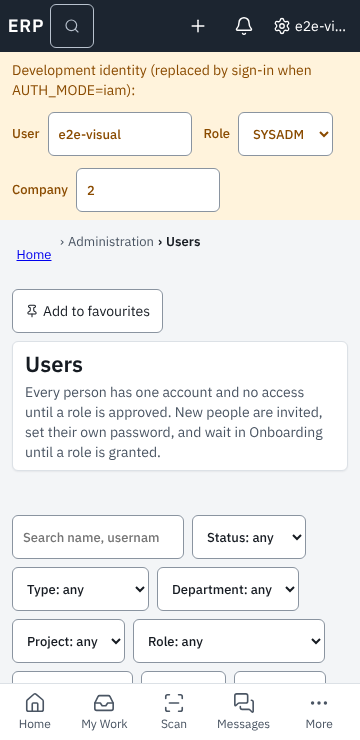 ERP e2e-vi...
Development identity (replaced by sign-in when
AUTH_MODE=iam):
User e2e-visual Role SYSADM
Company 2
› Administration › Users
Home
Add to favourites
Users
Every person has one account and no access
until a role is approved. New people are invited,
set their own password, and wait in Onboarding
until a role is granted.
Search name, usernam Status: any
Type: any Department: any
Project: any Role: any
Home My Work Scan Messages More